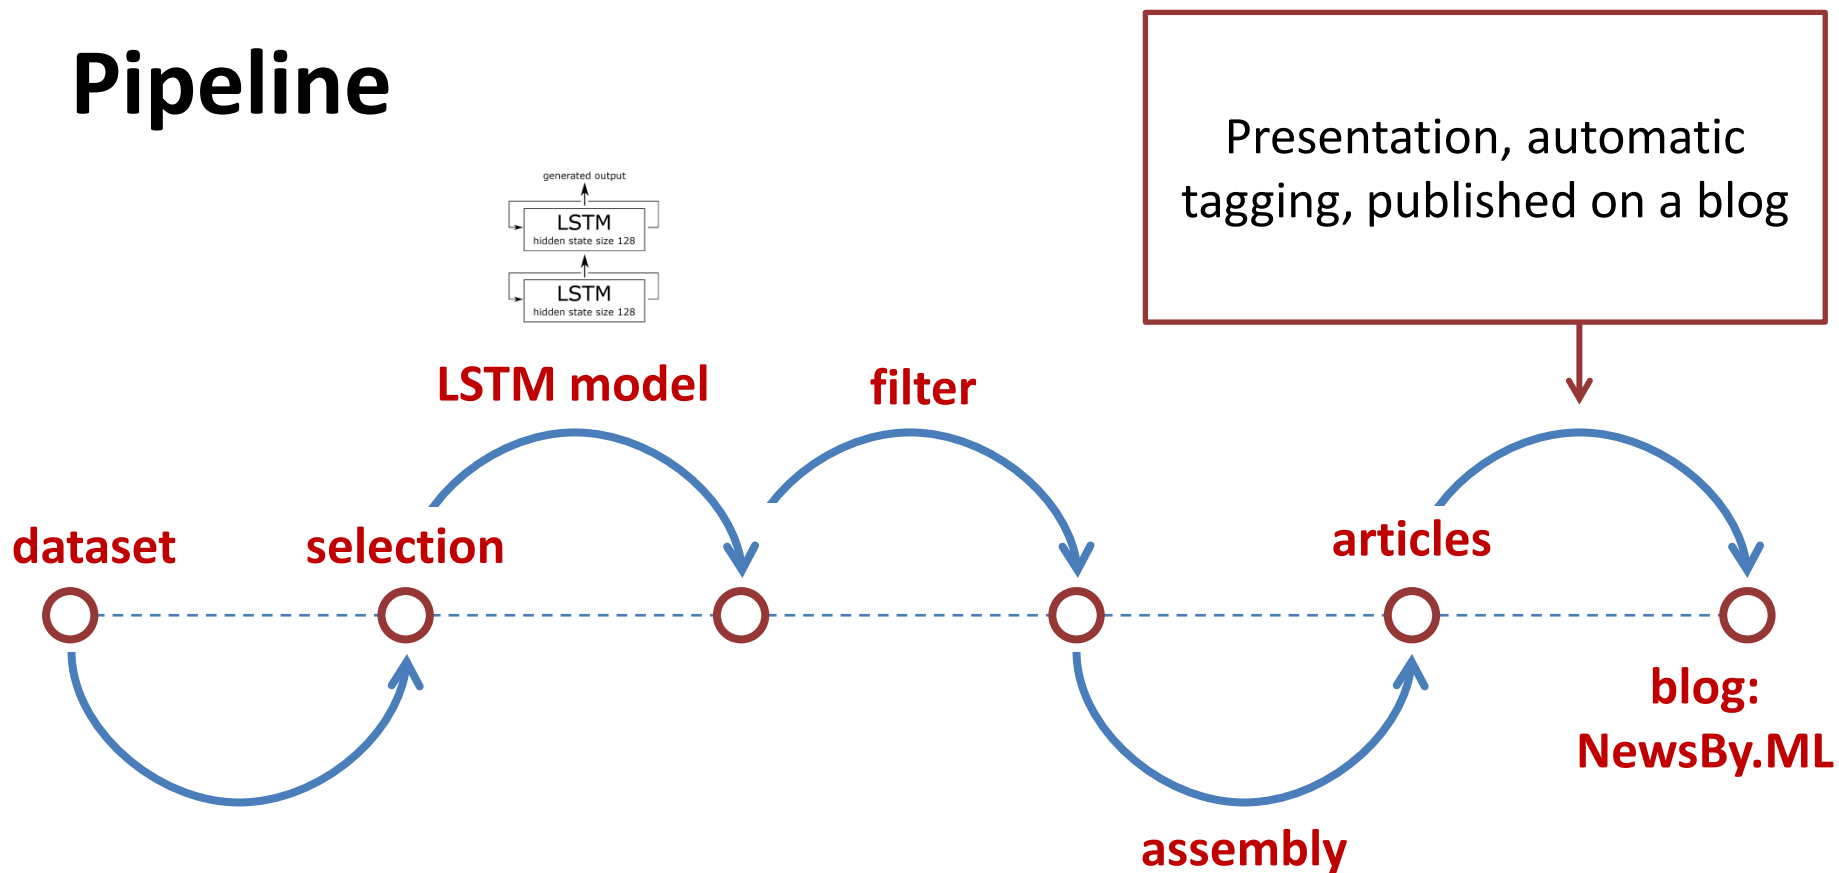 Pipeline
Presentation, automatic
tagging, published on a blog
generated output
LSTM
hidden state size 128
LSTM
hidden state size 128
LSTM model
filter
dataset
selection
articles
blog:
NewsBy.ML
assembly